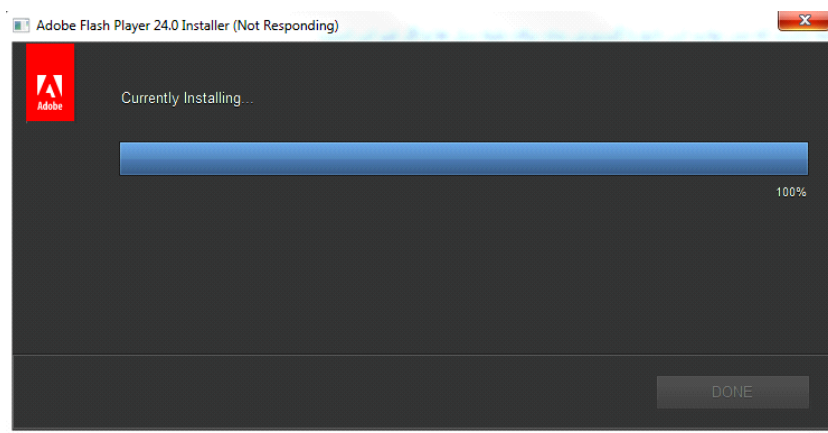 Adobe Flash Player 24.0 Installer (Not Responding)
Adobe
Currently Installing...
100%
DONE